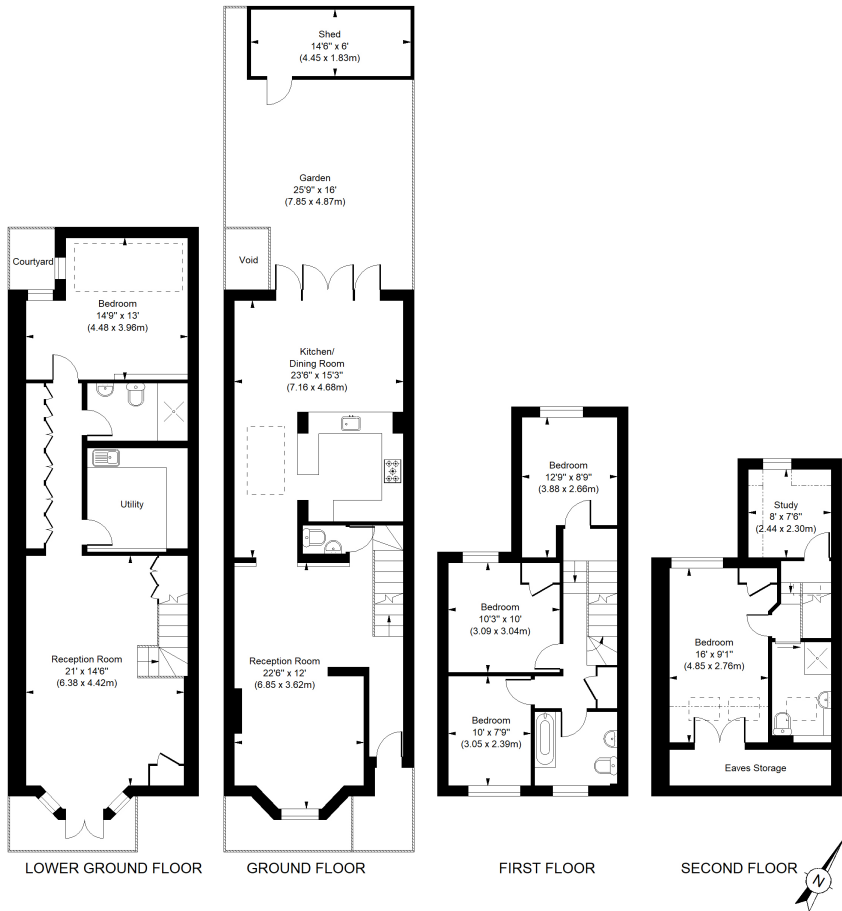 Shed
14'6" x 6'
(4.45 x 1.83m)
Garden
25'9" x 16'
(7.85 x 4.87m)
Courtyard
Void
Bedroom
14'9" x 13'
(4.48 x 3.96m)
Kitchen/
Dining Room
23'6" x 15'3"
(7.16 x 4.68m)
Utility
Bedroom
12'9" x 8'9"
(3.88 x 2.66m)
Study
8' x 7'6"
(2.44 x 2.30m)
Bedroom
10'3" x 10'
(3.09 x 3.04m)
Bedroom
16' x 9'1"
(4.85 x 2.76m)
Reception Room
21' x 14'6"
(6.38 x 4.42m)
Reception Room
22'6" x 12'
(6.85 x 3.62m)
Bedroom
10' x 7'9"
(3.05 x 2.39m)
Eaves Storage
LOWER GROUND FLOOR
GROUND FLOOR
FIRST FLOOR
SECOND FLOOR
N